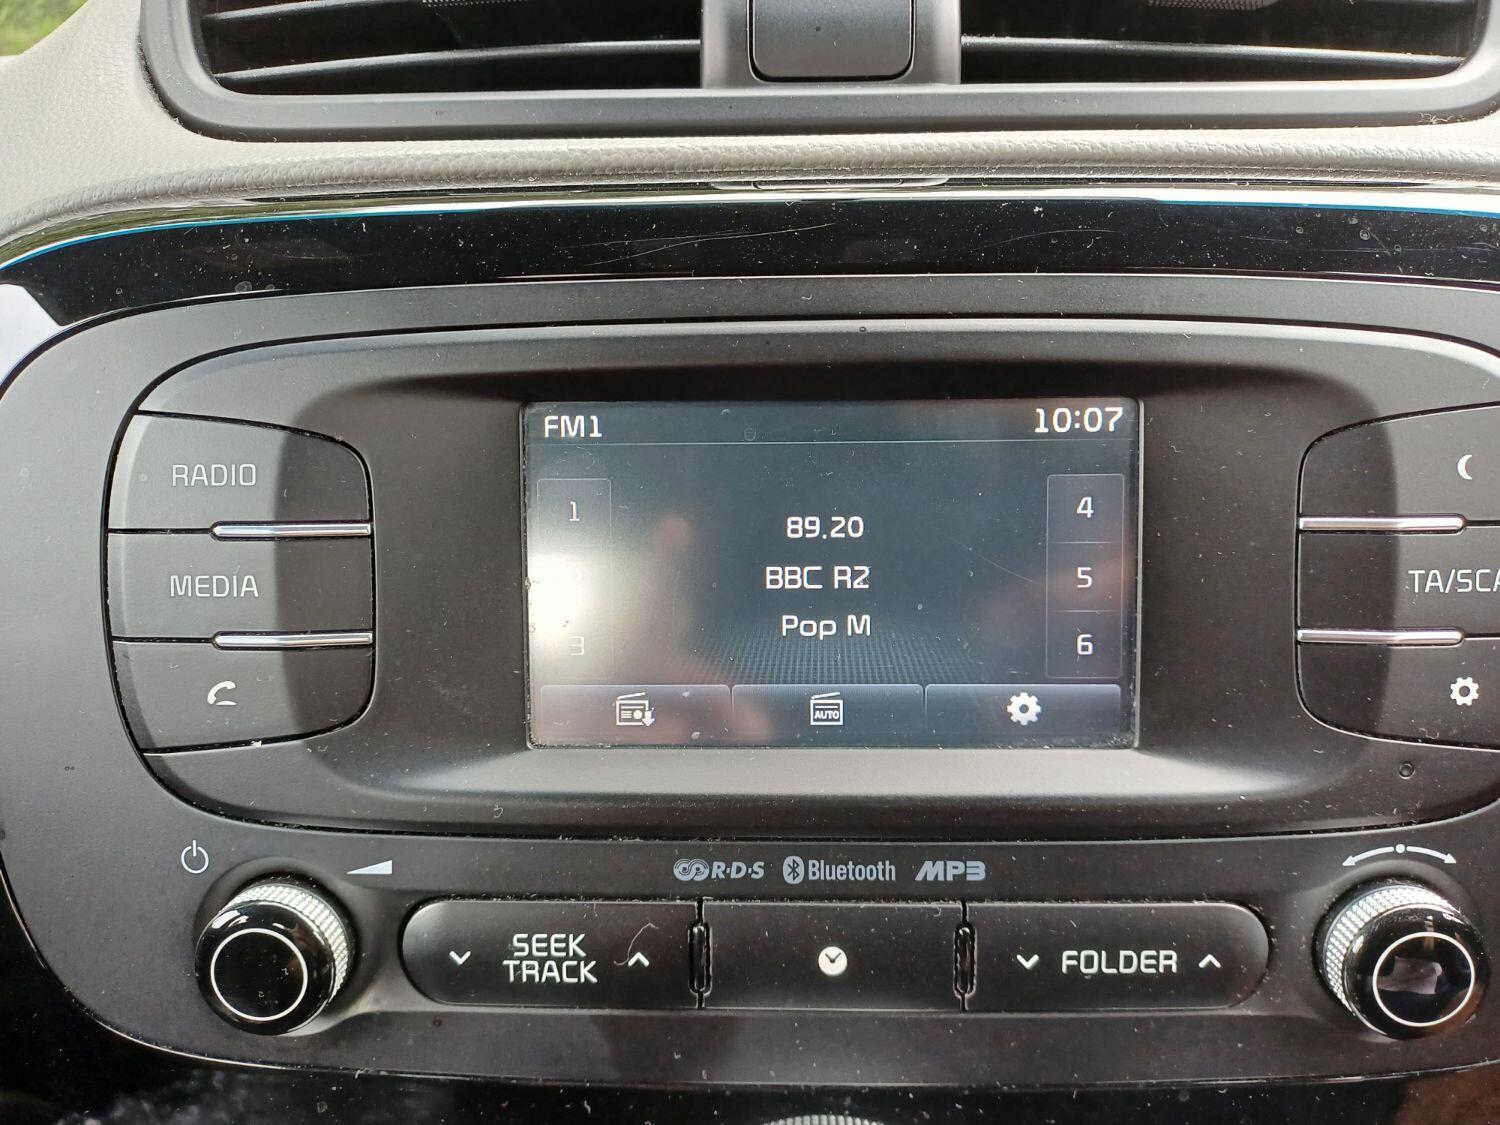 FM1 10:07
RADIO
MEDIA
1
3
89.20
BBC R2
Pop M
4
5
6
AUTO
TA/SCA
R·D·S Bluetooth MP3
SEEK
TRACK
FOLDER